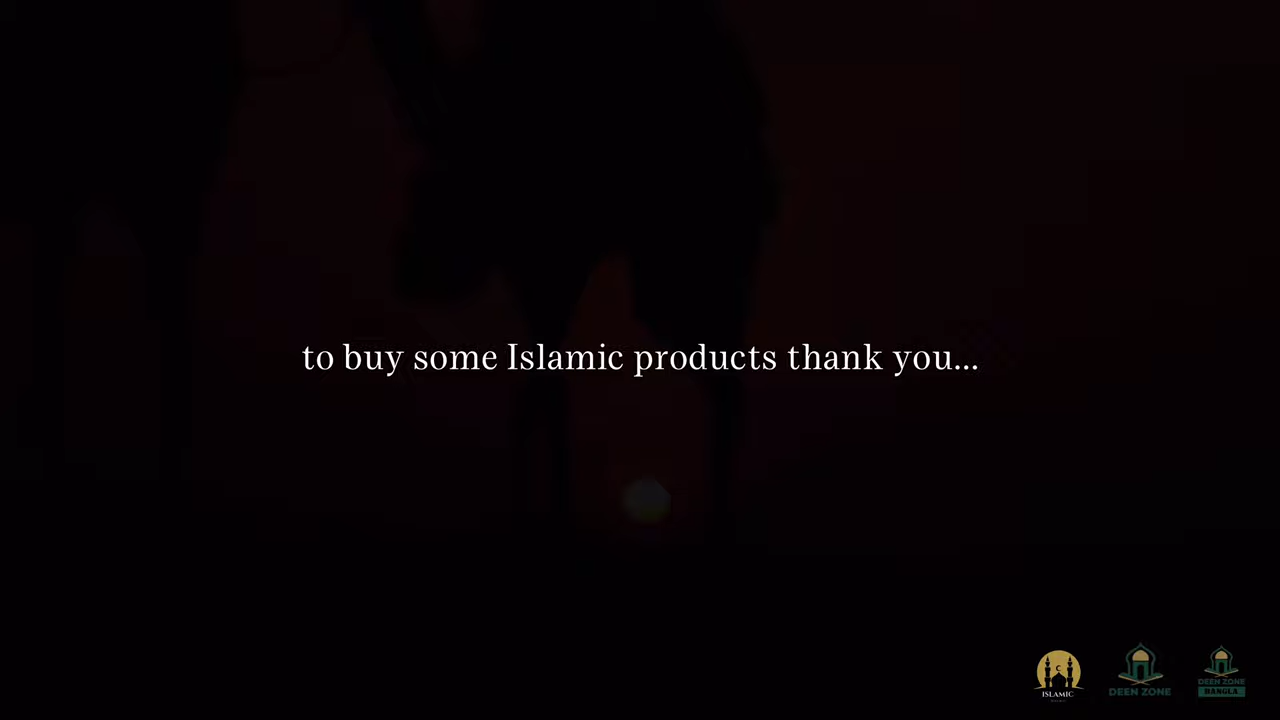 to buy some Islamic products thank you...
ISLAMIC
DEEN ZONE
DEEN ZONE
BANGLA